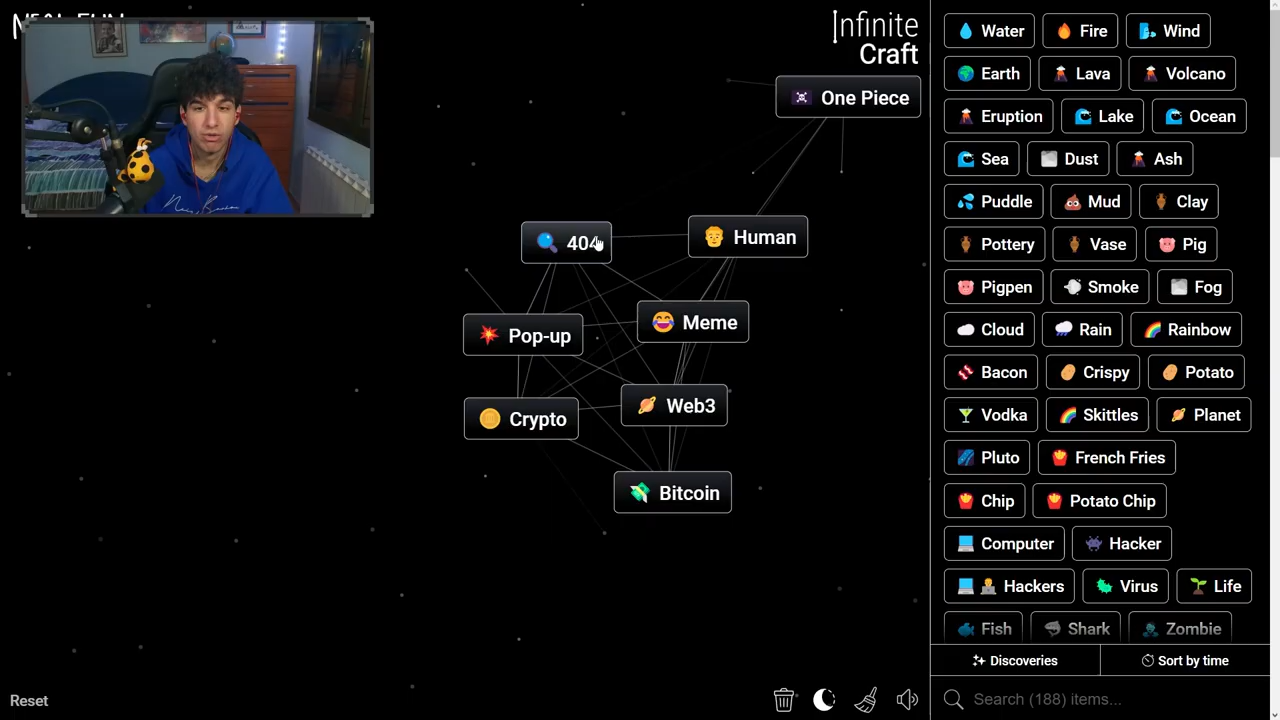 Infinite
Craft
One Piece
404
Human
Pop-up
Meme
Crypto
Web3
Bitcoin
Reset
Water
Fire
Wind
Earth
Lava
Volcano
Eruption
Lake
Ocean
Sea
Dust
Ash
Puddle
Mud
Clay
Pottery
Vase
Pig
Pigpen
Smoke
Fog
Cloud
Rain
Rainbow
Bacon
Crispy
Potato
Vodka
Skittles
Planet
Pluto
French Fries
Chip
Potato Chip
Computer
Hacker
Hackers
Virus
Life
Fish
Shark
Zombie
Discoveries
Sort by time
Search (188) items...